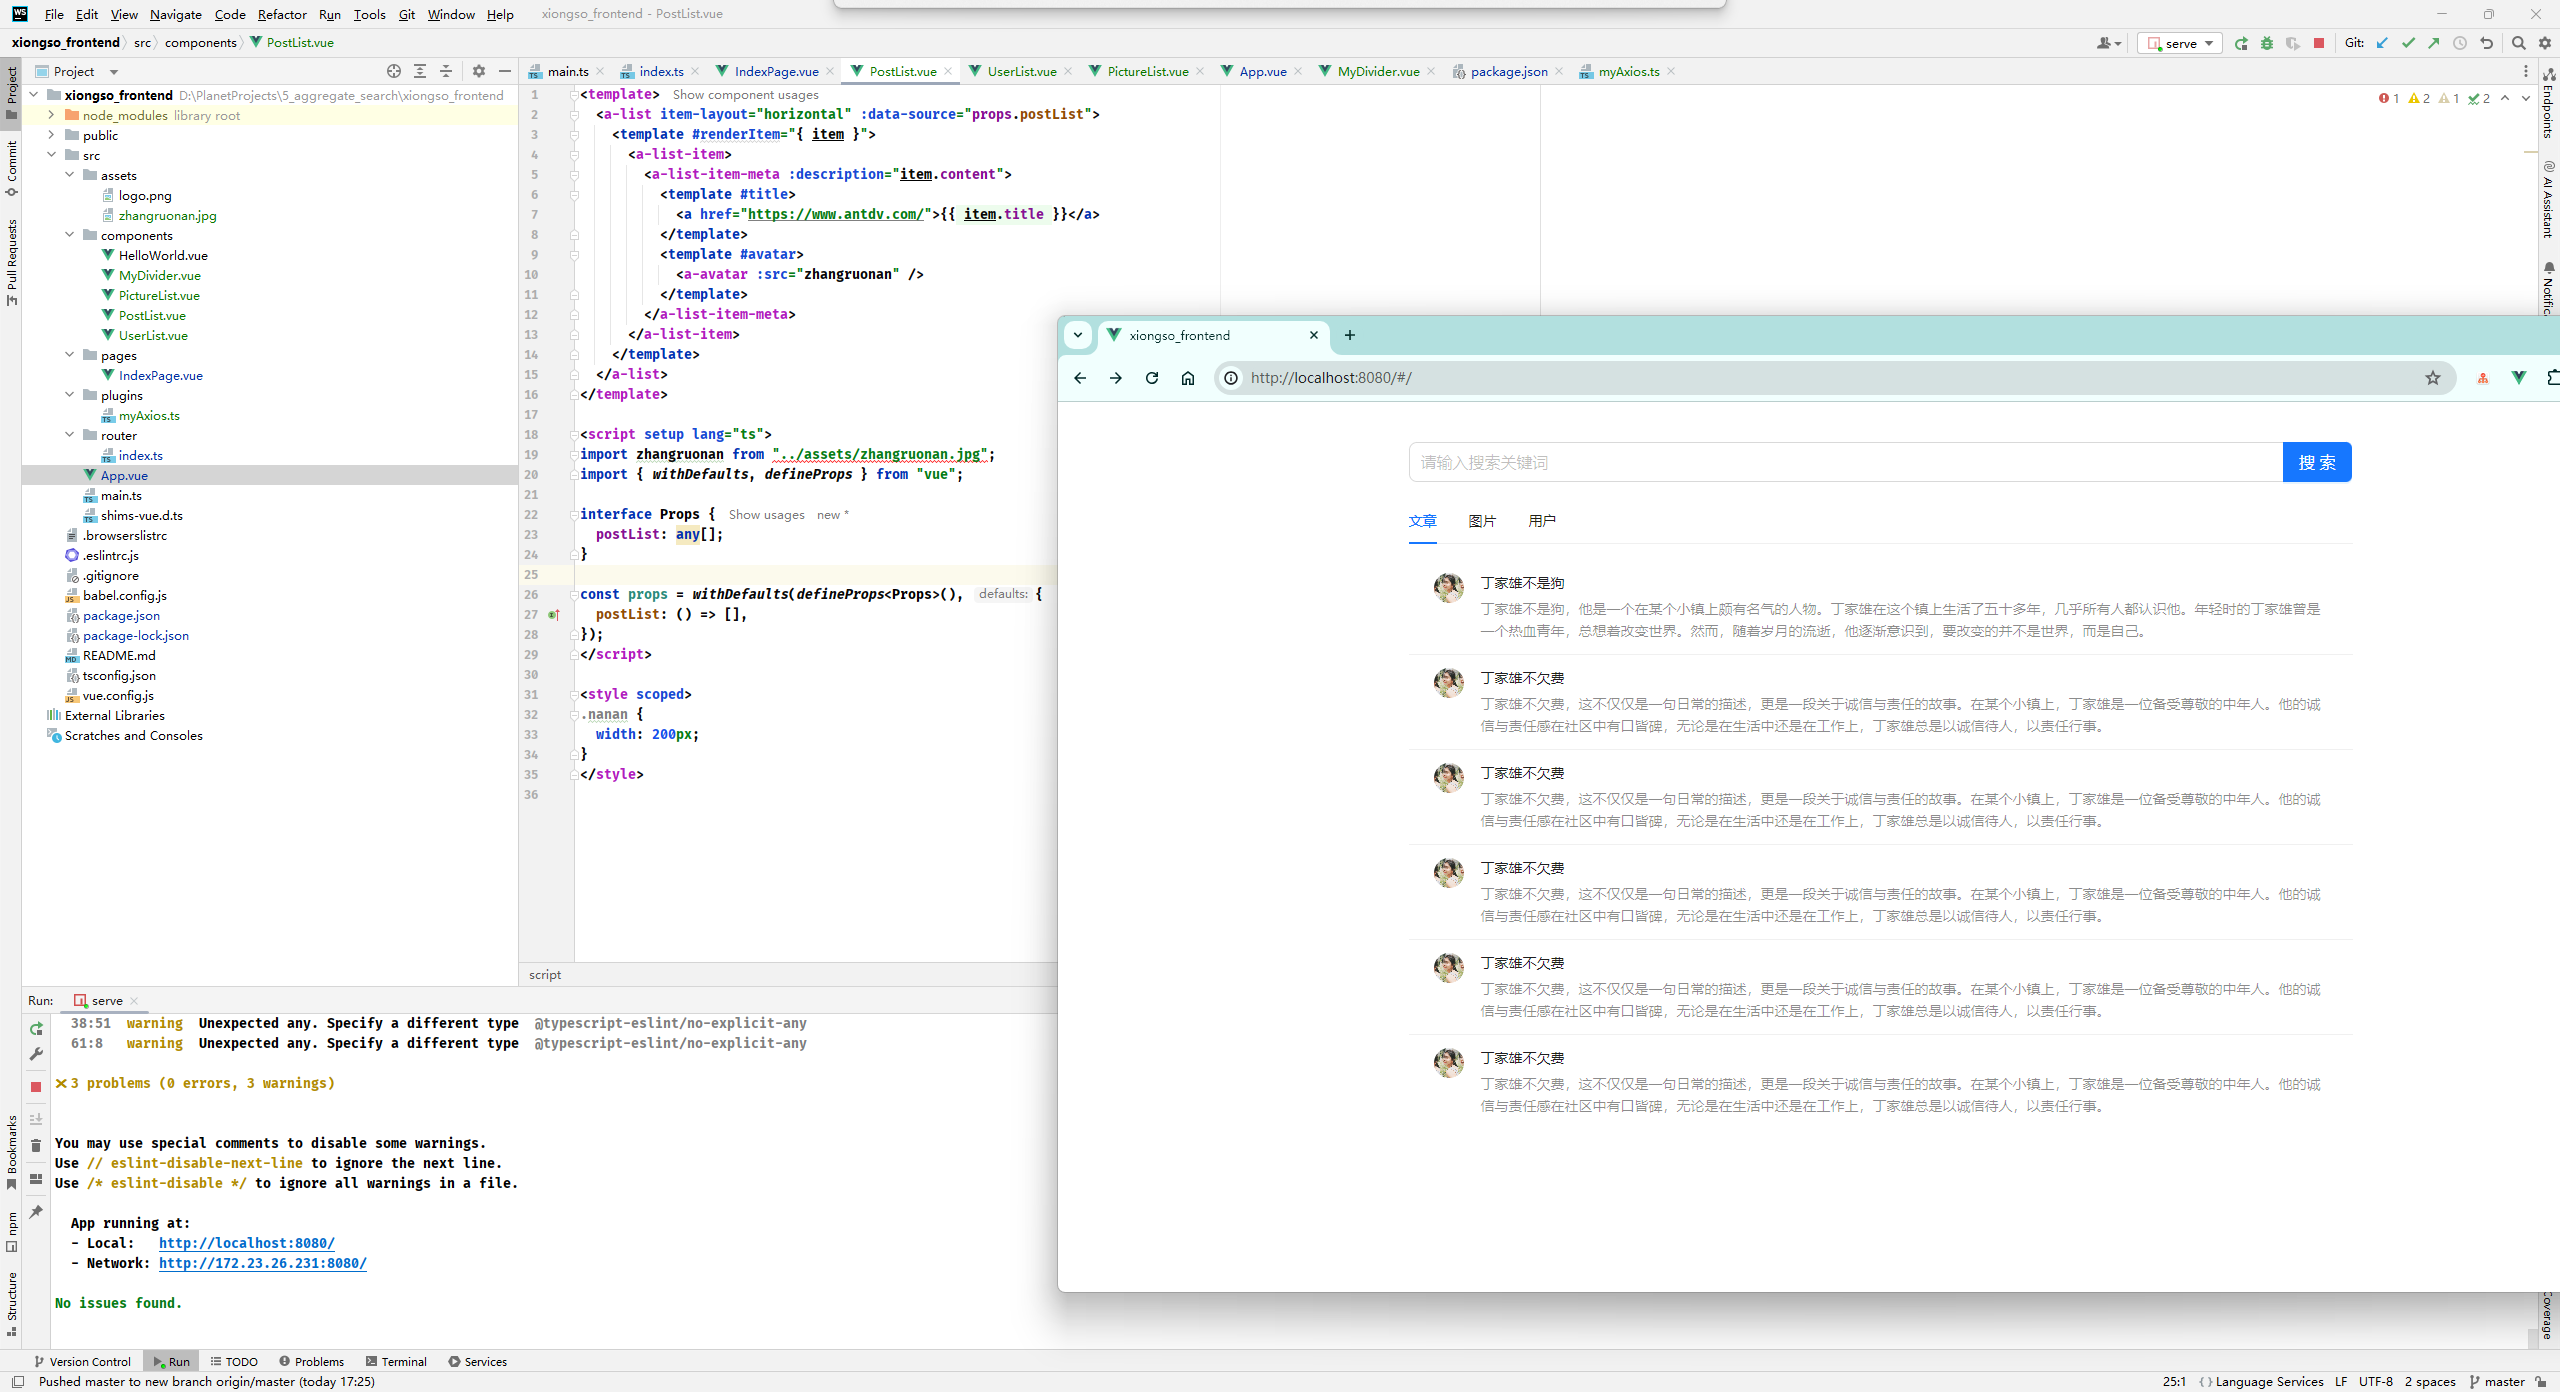 File Edit View Navigate Code Refactor Run Tools Git Window Help xiongso_frontend - PostList.vue
xiongso_frontend src components PostList.vue
serve Git:
Project
main.ts index.ts IndexPage.vue PostList.vue UserList.vue PictureList.vue App.vue MyDivider.vue package.json myAxios.ts
Project
Commit
Pull Requests
Bookmarks
npm
Structure
xiongso_frontend D:\PlanetProjects\5_aggregate_search\xiongso_frontend
node_modules library root
public
src
assets
logo.png
zhangruonan.jpg
components
HelloWorld.vue
MyDivider.vue
PictureList.vue
PostList.vue
UserList.vue
pages
IndexPage.vue
plugins
myAxios.ts
router
index.ts
App.vue
main.ts
shims-vue.d.ts
.browserslistrc
.eslintrc.js
.gitignore
babel.config.js
package.json
package-lock.json
README.md
tsconfig.json
vue.config.js
External Libraries
Scratches and Consoles
1 <template> Show component usages
2 <a-list item-layout="horizontal" :data-source="props.postList">
3 <template #renderItem="{ item }">
4 <a-list-item>
5 <a-list-item-meta :description="item.content">
6 <template #title>
7 <a href="https://www.antdv.com/">{{ item.title }}</a>
8 </template>
9 <template #avatar>
10 <a-avatar :src="zhangruonan" />
11 </template>
12 </a-list-item-meta>
13 </a-list-item>
14 </template>
15 </a-list>
16 </template>
17
18 <script setup lang="ts">
19 import zhangruonan from "../assets/zhangruonan.jpg";
20 import { withDefaults, defineProps } from "vue";
21
22 interface Props { Show usages new *
23 postList: any[];
24 }
25
26 const props = withDefaults(defineProps<Props>(), defaults: {
27 postList: () => [],
28 });
29 </script>
30
31 <style scoped>
32 .nanan {
33 width: 200px;
34 }
35 </style>
36
script
1 2 1 2
Endpoints
AI Assistant
Notifica
Coverage
xiongso_frontend
http://localhost:8080/#/
请输入搜索关键词 搜 索
文章 图片 用户
丁家雄不是狗
丁家雄不是狗，他是一个在某个小镇上颇有名气的人物。丁家雄在这个镇上生活了五十多年，几乎所有人都认识他。年轻时的丁家雄曾是
一个热血青年，总想着改变世界。然而，随着岁月的流逝，他逐渐意识到，要改变的并不是世界，而是自己。
丁家雄不欠费
丁家雄不欠费，这不仅仅是一句日常的描述，更是一段关于诚信与责任的故事。在某个小镇上，丁家雄是一位备受尊敬的中年人。他的诚
信与责任感在社区中有口皆碑，无论是在生活中还是在工作上，丁家雄总是以诚信待人，以责任行事。
丁家雄不欠费
丁家雄不欠费，这不仅仅是一句日常的描述，更是一段关于诚信与责任的故事。在某个小镇上，丁家雄是一位备受尊敬的中年人。他的诚
信与责任感在社区中有口皆碑，无论是在生活中还是在工作上，丁家雄总是以诚信待人，以责任行事。
丁家雄不欠费
丁家雄不欠费，这不仅仅是一句日常的描述，更是一段关于诚信与责任的故事。在某个小镇上，丁家雄是一位备受尊敬的中年人。他的诚
信与责任感在社区中有口皆碑，无论是在生活中还是在工作上，丁家雄总是以诚信待人，以责任行事。
丁家雄不欠费
丁家雄不欠费，这不仅仅是一句日常的描述，更是一段关于诚信与责任的故事。在某个小镇上，丁家雄是一位备受尊敬的中年人。他的诚
信与责任感在社区中有口皆碑，无论是在生活中还是在工作上，丁家雄总是以诚信待人，以责任行事。
丁家雄不欠费
丁家雄不欠费，这不仅仅是一句日常的描述，更是一段关于诚信与责任的故事。在某个小镇上，丁家雄是一位备受尊敬的中年人。他的诚
信与责任感在社区中有口皆碑，无论是在生活中还是在工作上，丁家雄总是以诚信待人，以责任行事。
Run: serve
38:51 warning Unexpected any. Specify a different type @typescript-eslint/no-explicit-any
61:8 warning Unexpected any. Specify a different type @typescript-eslint/no-explicit-any
3 problems (0 errors, 3 warnings)
You may use special comments to disable some warnings.
Use // eslint-disable-next-line to ignore the next line.
Use /* eslint-disable */ to ignore all warnings in a file.
App running at:
- Local: http://localhost:8080/
- Network: http://172.23.26.231:8080/
No issues found.
Version Control Run TODO Problems Terminal Services
Pushed master to new branch origin/master (today 17:25)
25:1 Language Services LF UTF-8 2 spaces master